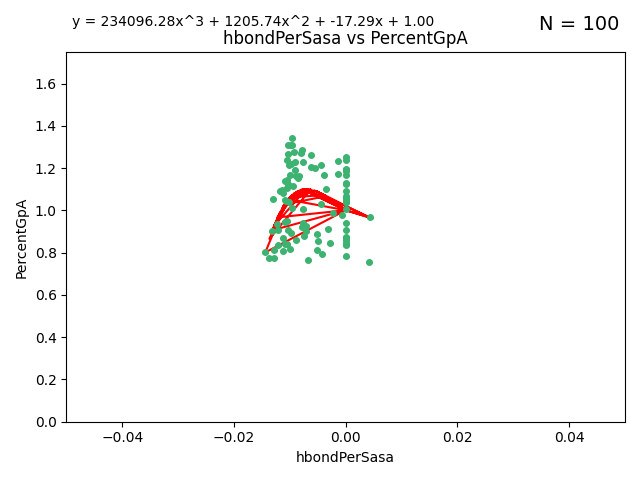 y = 234096.28x^3 + 1205.74x^2 + -17.29x + 1.00
N = 100
hbondPerSasa vs PercentGpA
PercentGpA
1.6
1.4
1.2
1.0
0.8
0.6
0.4
0.2
0.0
−0.04 −0.02 0.00 0.02 0.04
hbondPerSasa